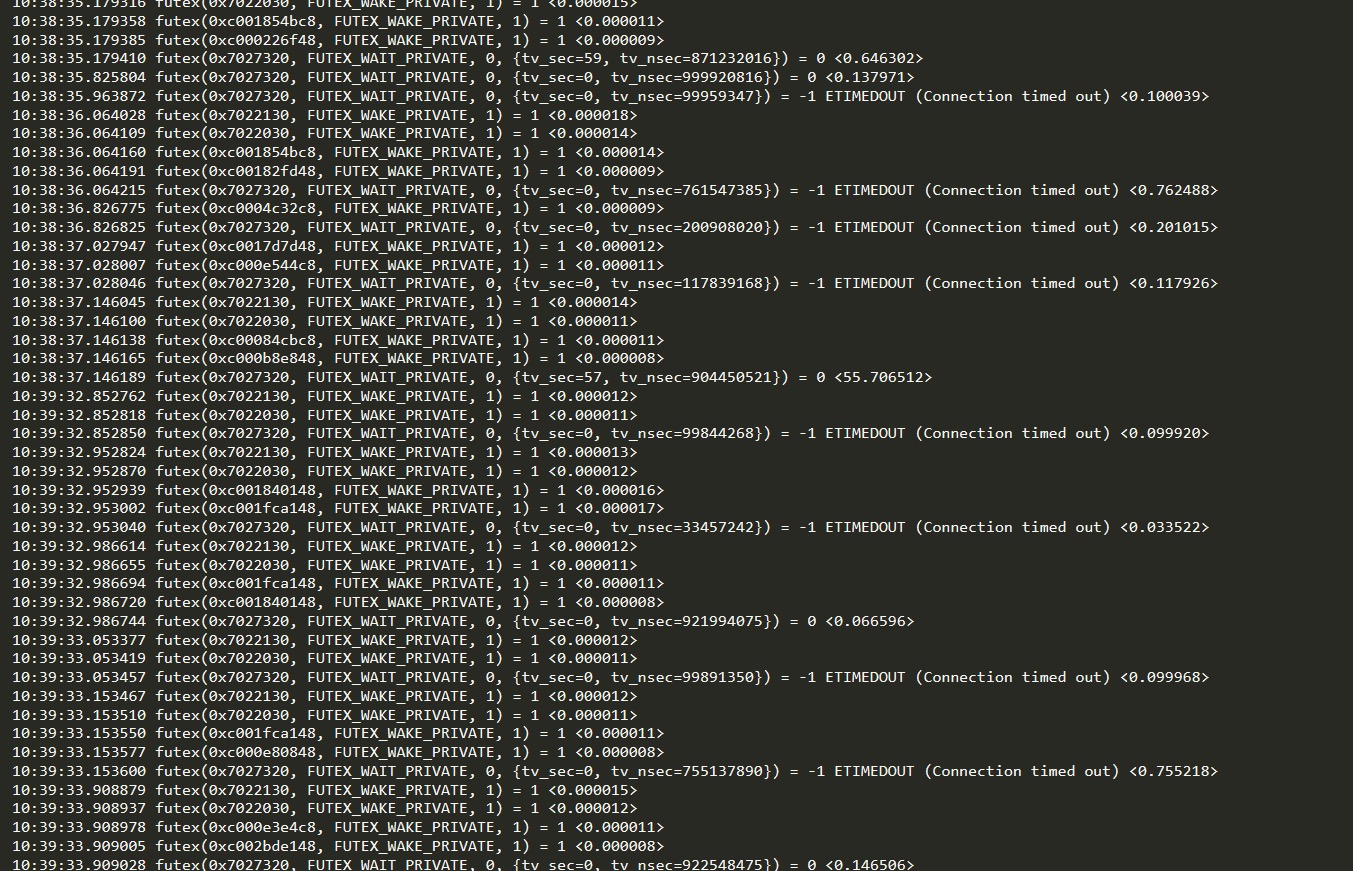 10:38:35.179316 futex(0x7022030, FUTEX_WAKE_PRIVATE, 1) = 1 <0.000015>
10:38:35.179358 futex(0xc001854bc8, FUTEX_WAKE_PRIVATE, 1) = 1 <0.000011>
10:38:35.179385 futex(0xc000226f48, FUTEX_WAKE_PRIVATE, 1) = 1 <0.000009>
10:38:35.179410 futex(0x7027320, FUTEX_WAIT_PRIVATE, 0, {tv_sec=59, tv_nsec=871232016}) = 0 <0.646302>
10:38:35.825804 futex(0x7027320, FUTEX_WAIT_PRIVATE, 0, {tv_sec=0, tv_nsec=999920816}) = 0 <0.137971>
10:38:35.963872 futex(0x7027320, FUTEX_WAIT_PRIVATE, 0, {tv_sec=0, tv_nsec=99959347}) = -1 ETIMEDOUT (Connection timed out) <0.100039>
10:38:36.064028 futex(0x7022130, FUTEX_WAKE_PRIVATE, 1) = 1 <0.000018>
10:38:36.064109 futex(0x7022030, FUTEX_WAKE_PRIVATE, 1) = 1 <0.000014>
10:38:36.064160 futex(0xc001854bc8, FUTEX_WAKE_PRIVATE, 1) = 1 <0.000014>
10:38:36.064191 futex(0xc00182fd48, FUTEX_WAKE_PRIVATE, 1) = 1 <0.000009>
10:38:36.064215 futex(0x7027320, FUTEX_WAIT_PRIVATE, 0, {tv_sec=0, tv_nsec=761547385}) = -1 ETIMEDOUT (Connection timed out) <0.762488>
10:38:36.826775 futex(0xc0004c32c8, FUTEX_WAKE_PRIVATE, 1) = 1 <0.000009>
10:38:36.826825 futex(0x7027320, FUTEX_WAIT_PRIVATE, 0, {tv_sec=0, tv_nsec=200908020}) = -1 ETIMEDOUT (Connection timed out) <0.201015>
10:38:37.027947 futex(0xc0017d7d48, FUTEX_WAKE_PRIVATE, 1) = 1 <0.000012>
10:38:37.028007 futex(0xc000e544c8, FUTEX_WAKE_PRIVATE, 1) = 1 <0.000011>
10:38:37.028046 futex(0x7027320, FUTEX_WAIT_PRIVATE, 0, {tv_sec=0, tv_nsec=117839168}) = -1 ETIMEDOUT (Connection timed out) <0.117926>
10:38:37.146045 futex(0x7022130, FUTEX_WAKE_PRIVATE, 1) = 1 <0.000014>
10:38:37.146100 futex(0x7022030, FUTEX_WAKE_PRIVATE, 1) = 1 <0.000011>
10:38:37.146138 futex(0xc00084cbc8, FUTEX_WAKE_PRIVATE, 1) = 1 <0.000011>
10:38:37.146165 futex(0xc000b8e848, FUTEX_WAKE_PRIVATE, 1) = 1 <0.000008>
10:38:37.146189 futex(0x7027320, FUTEX_WAIT_PRIVATE, 0, {tv_sec=57, tv_nsec=904450521}) = 0 <55.706512>
10:39:32.852762 futex(0x7022130, FUTEX_WAKE_PRIVATE, 1) = 1 <0.000012>
10:39:32.852818 futex(0x7022030, FUTEX_WAKE_PRIVATE, 1) = 1 <0.000011>
10:39:32.852850 futex(0x7027320, FUTEX_WAIT_PRIVATE, 0, {tv_sec=0, tv_nsec=99844268}) = -1 ETIMEDOUT (Connection timed out) <0.099920>
10:39:32.952824 futex(0x7022130, FUTEX_WAKE_PRIVATE, 1) = 1 <0.000013>
10:39:32.952870 futex(0x7022030, FUTEX_WAKE_PRIVATE, 1) = 1 <0.000012>
10:39:32.952939 futex(0xc001840148, FUTEX_WAKE_PRIVATE, 1) = 1 <0.000016>
10:39:32.953002 futex(0xc001fca148, FUTEX_WAKE_PRIVATE, 1) = 1 <0.000017>
10:39:32.953040 futex(0x7027320, FUTEX_WAIT_PRIVATE, 0, {tv_sec=0, tv_nsec=33457242}) = -1 ETIMEDOUT (Connection timed out) <0.033522>
10:39:32.986614 futex(0x7022130, FUTEX_WAKE_PRIVATE, 1) = 1 <0.000012>
10:39:32.986655 futex(0x7022030, FUTEX_WAKE_PRIVATE, 1) = 1 <0.000011>
10:39:32.986694 futex(0xc001fca148, FUTEX_WAKE_PRIVATE, 1) = 1 <0.000011>
10:39:32.986720 futex(0xc001840148, FUTEX_WAKE_PRIVATE, 1) = 1 <0.000008>
10:39:32.986744 futex(0x7027320, FUTEX_WAIT_PRIVATE, 0, {tv_sec=0, tv_nsec=921994075}) = 0 <0.066596>
10:39:33.053377 futex(0x7022130, FUTEX_WAKE_PRIVATE, 1) = 1 <0.000012>
10:39:33.053419 futex(0x7022030, FUTEX_WAKE_PRIVATE, 1) = 1 <0.000011>
10:39:33.053457 futex(0x7027320, FUTEX_WAIT_PRIVATE, 0, {tv_sec=0, tv_nsec=99891350}) = -1 ETIMEDOUT (Connection timed out) <0.099968>
10:39:33.153467 futex(0x7022130, FUTEX_WAKE_PRIVATE, 1) = 1 <0.000012>
10:39:33.153510 futex(0x7022030, FUTEX_WAKE_PRIVATE, 1) = 1 <0.000011>
10:39:33.153550 futex(0xc001fca148, FUTEX_WAKE_PRIVATE, 1) = 1 <0.000011>
10:39:33.153577 futex(0xc000e80848, FUTEX_WAKE_PRIVATE, 1) = 1 <0.000008>
10:39:33.153600 futex(0x7027320, FUTEX_WAIT_PRIVATE, 0, {tv_sec=0, tv_nsec=755137890}) = -1 ETIMEDOUT (Connection timed out) <0.755218>
10:39:33.908879 futex(0x7022130, FUTEX_WAKE_PRIVATE, 1) = 1 <0.000015>
10:39:33.908937 futex(0x7022030, FUTEX_WAKE_PRIVATE, 1) = 1 <0.000012>
10:39:33.908978 futex(0xc000e3e4c8, FUTEX_WAKE_PRIVATE, 1) = 1 <0.000011>
10:39:33.909005 futex(0xc002bde148, FUTEX_WAKE_PRIVATE, 1) = 1 <0.000008>
10:39:33.909028 futex(0x7027320, FUTEX_WAIT_PRIVATE, 0, {tv_sec=0, tv_nsec=922548475}) = 0 <0.146506>